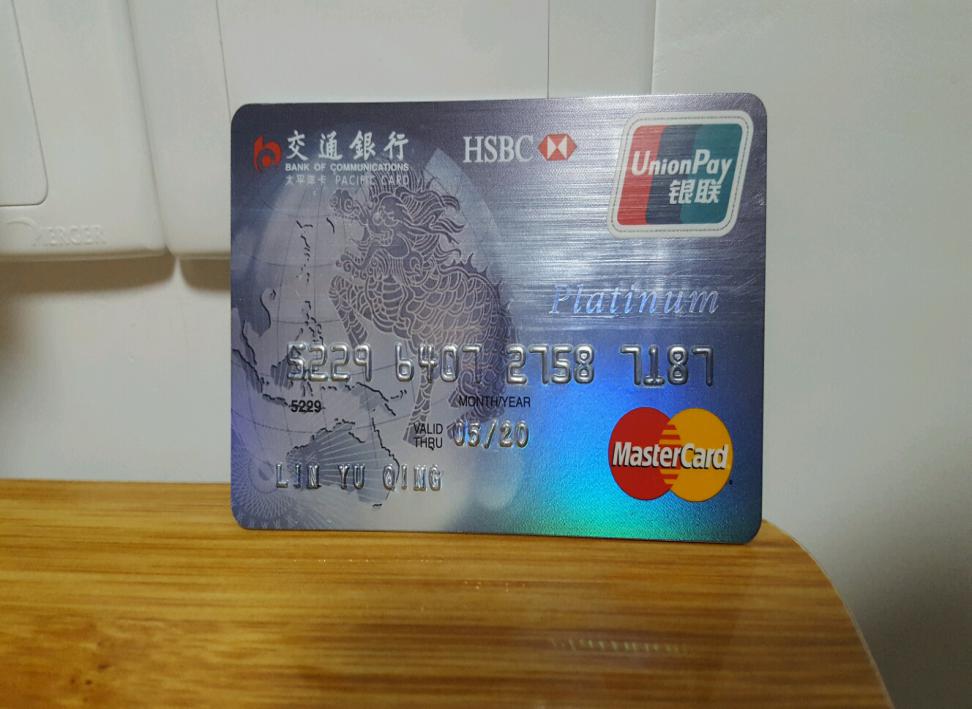 交通銀行
BANK OF COMMUNICATIONS
太平洋卡 PACIFIC CARD
HSBC
UnionPay
银联
Platinum
5229 6407 2758 7187
5229
MONTH/YEAR
VALID THRU 05/20
LIN YU QING
MasterCard